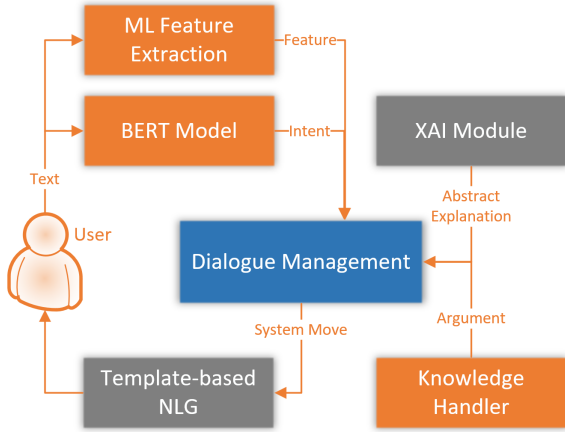 ML Feature
Extraction
Feature
BERT Model
Intent
XAI Module
Text
Abstract
Explanation
User
Dialogue Management
System Move
Argument
Template-based
NLG
Knowledge
Handler